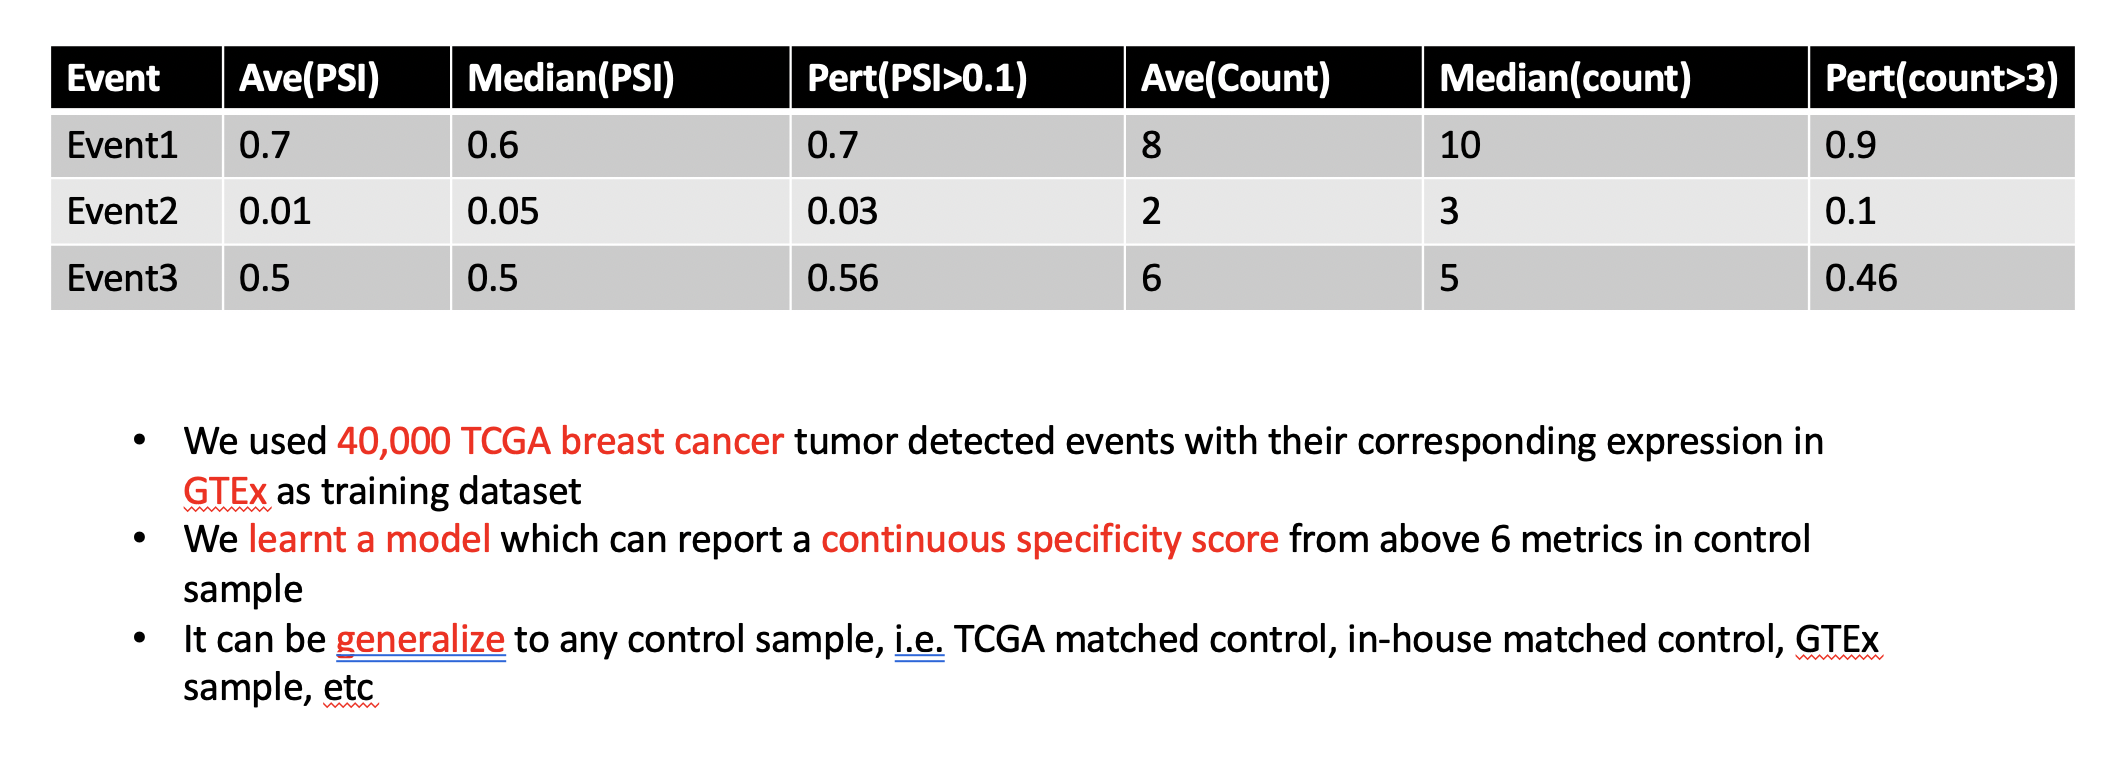 Event Ave(PSI) Median(PSI) Pert(PSI>0.1) Ave(Count) Median(count) Pert(count>3)
Event1 0.7 0.6 0.7 8 10 0.9
Event2 0.01 0.05 0.03 2 3 0.1
Event3 0.5 0.5 0.56 6 5 0.46
• We used 40,000 TCGA breast cancer tumor detected events with their corresponding expression in
GTEx as training dataset
• We learnt a model which can report a continuous specificity score from above 6 metrics in control
sample
• It can be generalize to any control sample, i.e. TCGA matched control, in-house matched control, GTEx
sample, etc